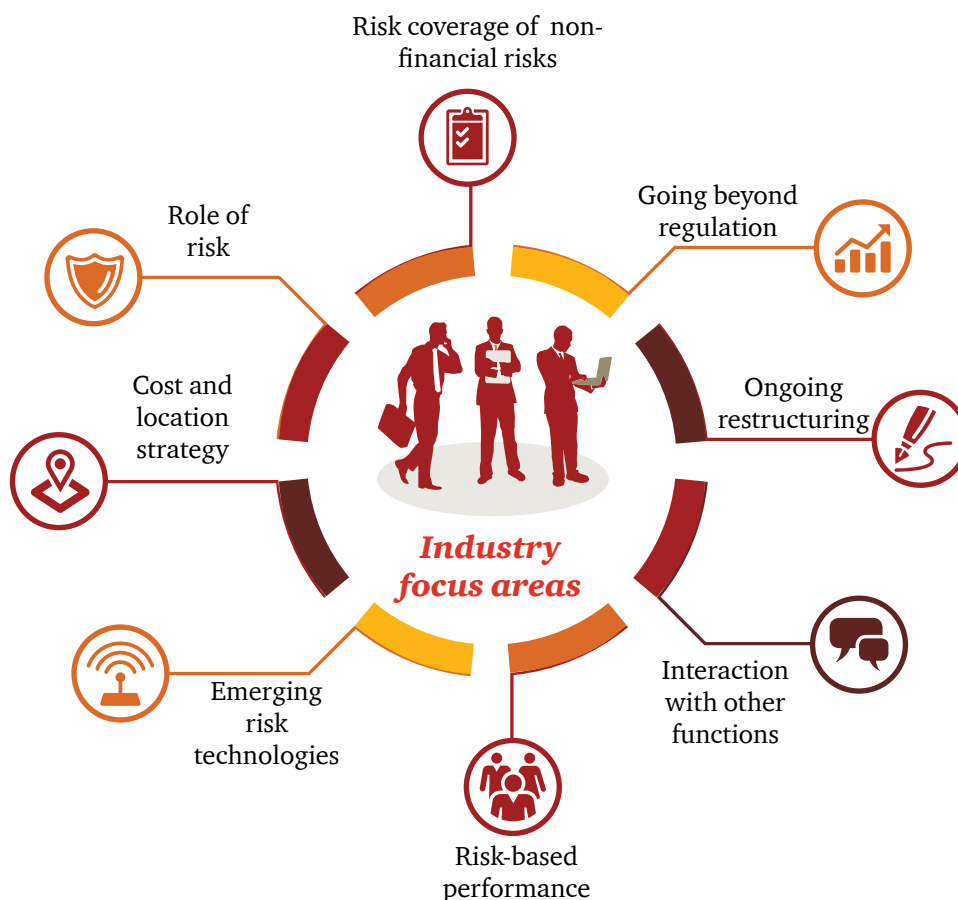 Risk coverage of non-
financial risks
Going beyond
regulation
Role of
risk
Ongoing
restructuring
Cost and
location
strategy
Industry
focus areas
Interaction
with other
functions
Emerging
risk
technologies
Risk-based
performance